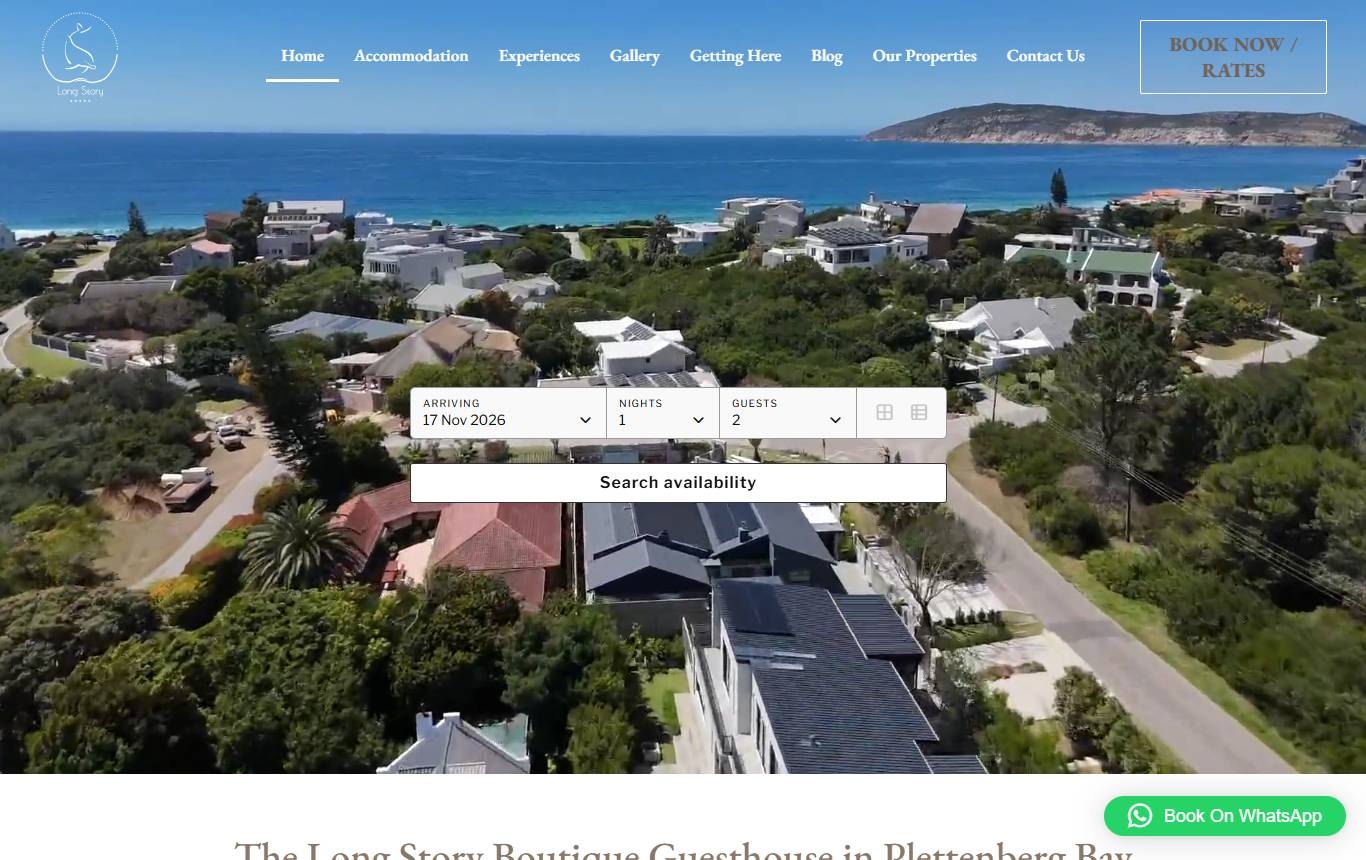 Long Story
Home
Accommodation
Experiences
Gallery
Getting Here
Blog
Our Properties
Contact Us
BOOK NOW /
RATES
ARRIVING
17 Nov 2026
NIGHTS
1
GUESTS
2
Search availability
Book On WhatsApp
The Long Story Boutique Guesthouse in Plettenberg Bay